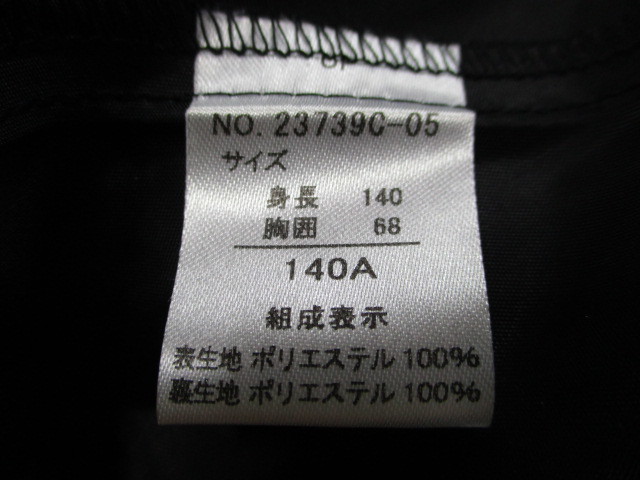 NO. 23739C-05
サイズ
身長 140
胸囲 68
140A
組成表示
表生地 ポリエステル 100%
裏生地 ポリエステル 100%